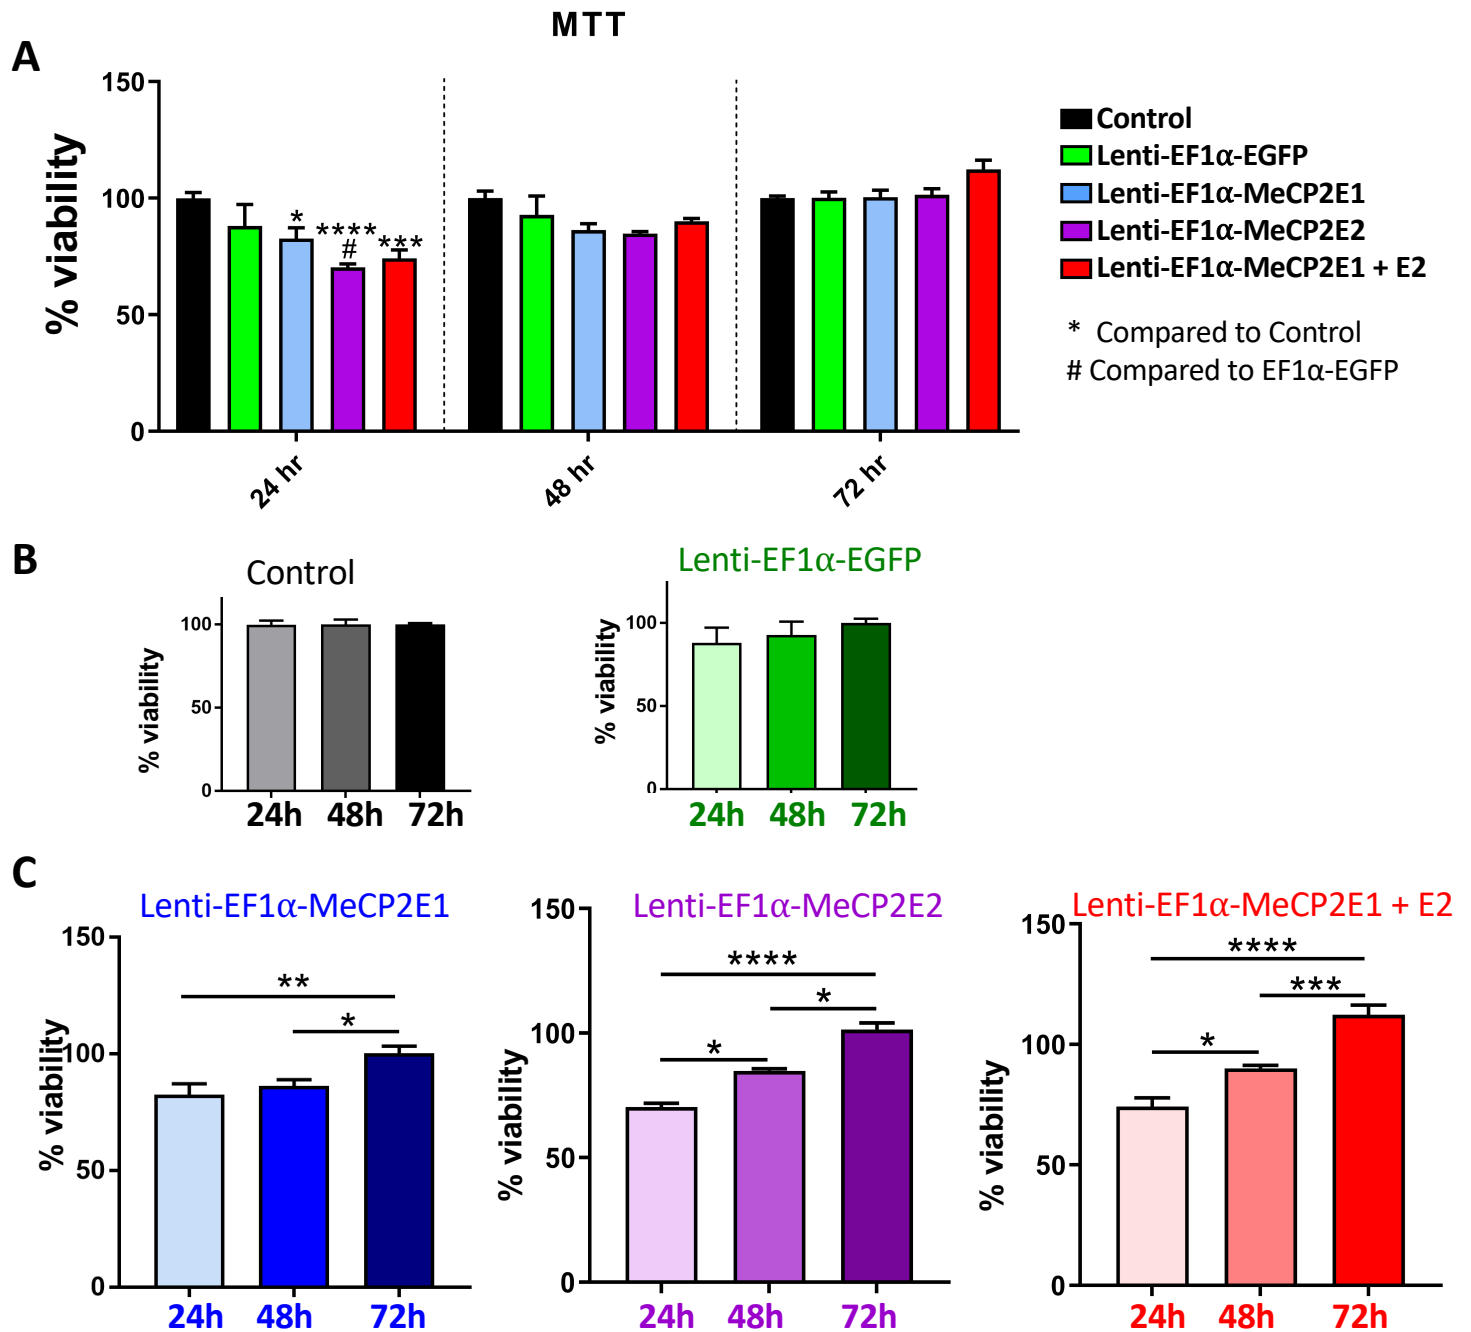 MTT
A
150
100
50
0
% viability
*
****
#
***
24 hr
48 hr
72 hr
Control
Lenti-EF1α-EGFP
Lenti-EF1α-MeCP2E1
Lenti-EF1α-MeCP2E2
Lenti-EF1α-MeCP2E1 + E2
* Compared to Control
# Compared to EF1α-EGFP
B
Control
100
50
0
% viability
24h 48h 72h
Lenti-EF1α-EGFP
100
50
0
% viability
24h 48h 72h
C
Lenti-EF1α-MeCP2E1
150
100
50
0
% viability
**
*
24h 48h 72h
Lenti-EF1α-MeCP2E2
150
100
50
0
% viability
****
*
*
24h 48h 72h
Lenti-EF1α-MeCP2E1 + E2
150
100
50
0
% viability
****
***
*
24h 48h 72h